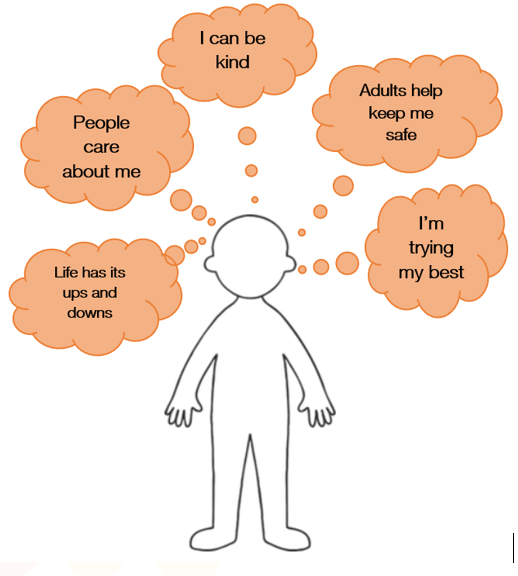 I can be
kind
Adults help
keep me
safe
People
care
about me
I'm
trying
my best
Life has its
ups and
downs